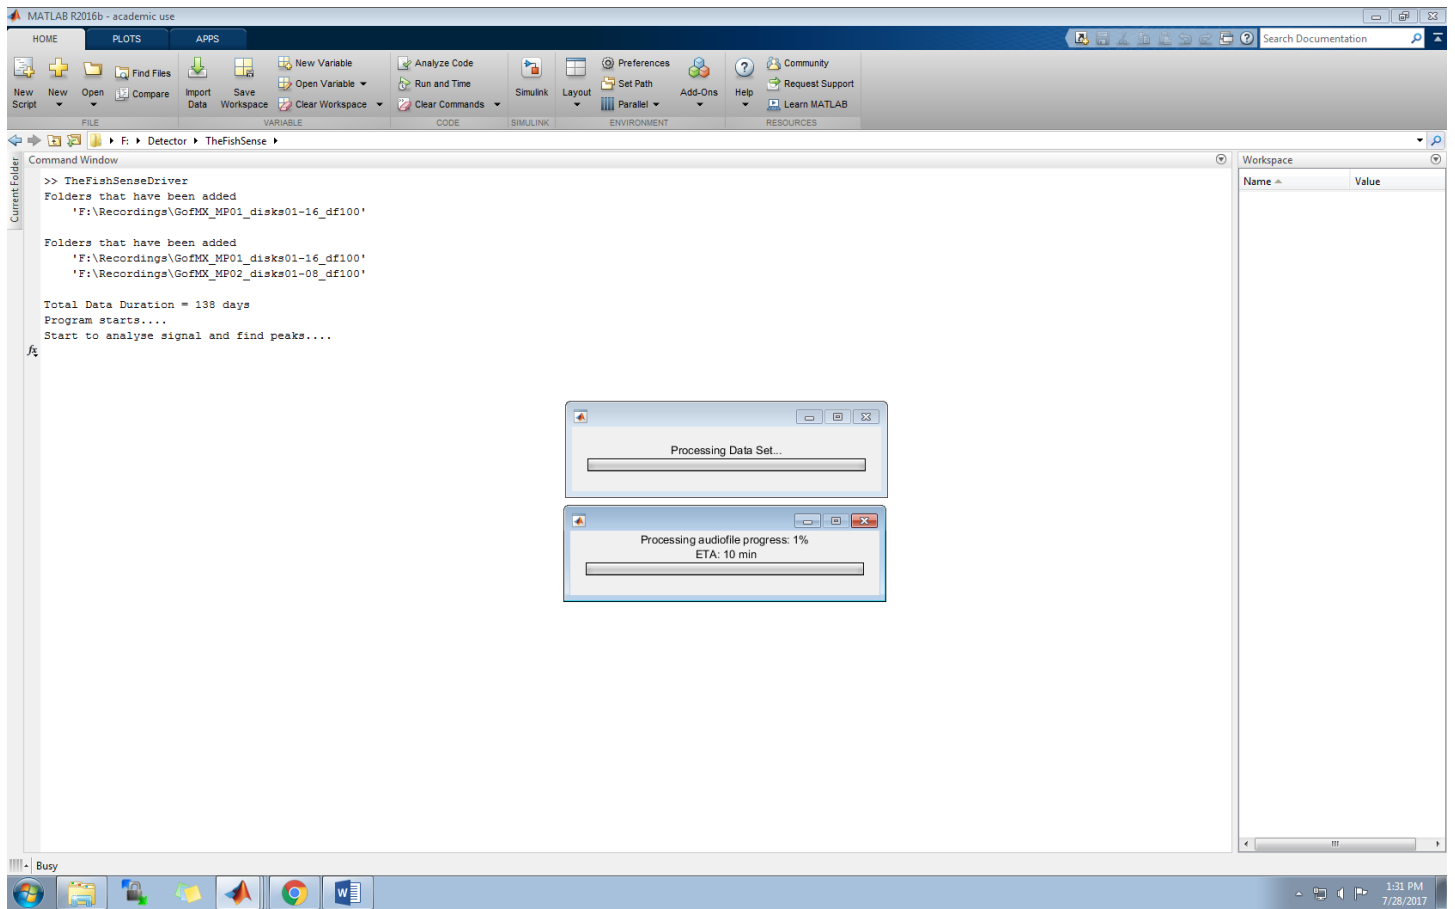 MATLAB R2016b - academic use
HOME PLOTS APPS
Search Documentation
New Script
New
Open
Find Files
Compare
Import Data
Save Workspace
New Variable
Open Variable
Clear Workspace
Analyze Code
Run and Time
Clear Commands
Simulink
Layout
Preferences
Set Path
Parallel
Add-Ons
Help
Community
Request Support
Learn MATLAB
FILE VARIABLE CODE SIMULINK ENVIRONMENT RESOURCES
F: Detector TheFishSense
Current Folder
Command Window
Workspace
Name Value
>> TheFishSenseDriver
Folders that have been added
'F:\Recordings\GofMX_MP01_disks01-16_df100'
Folders that have been added
'F:\Recordings\GofMX_MP01_disks01-16_df100'
'F:\Recordings\GofMX_MP02_disks01-08_df100'
Total Data Duration = 138 days
Program starts....
Start to analyse signal and find peaks....
fx
Processing Data Set...
Processing audiofile progress: 1%
ETA: 10 min
Busy
1:31 PM
7/28/2017